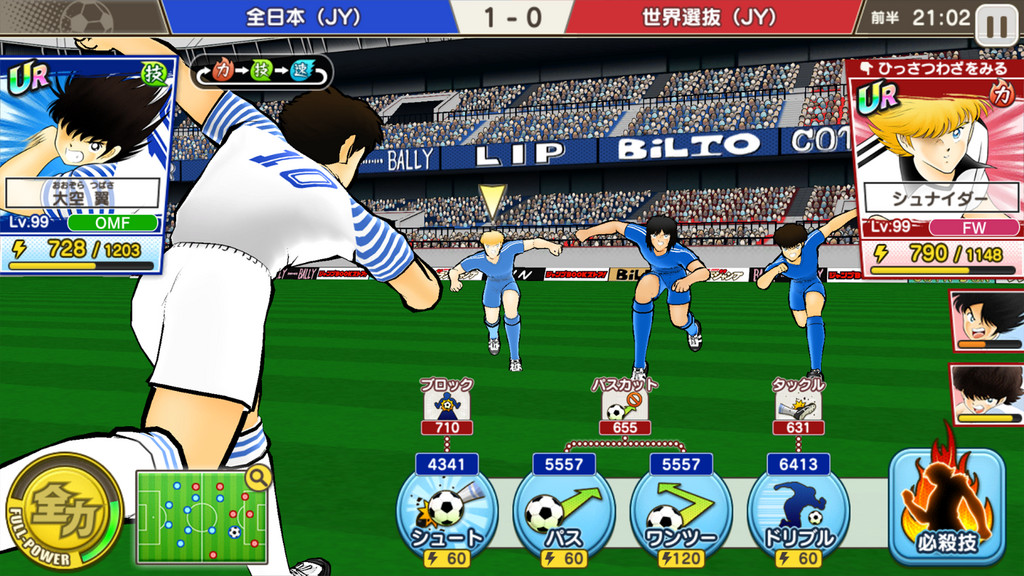 全日本（JY）
1 - 0
世界選抜（JY）
前半 21:02
UR
技
力→技→速
おおぞら つばさ
大空 翼
Lv.99 OMF
728 / 1203
ひっさつわざをみる
UR
力
シュナイダー
Lv.99 FW
790 / 1148
BALLY
LIP
BiLTO
COT
10
BALLY
BiL
ブロック
710
パスカット
655
タックル
631
4341
シュート
60
5557
パス
60
5557
ワンツー
120
6413
ドリブル
60
全力
FULL-POWER
必殺技